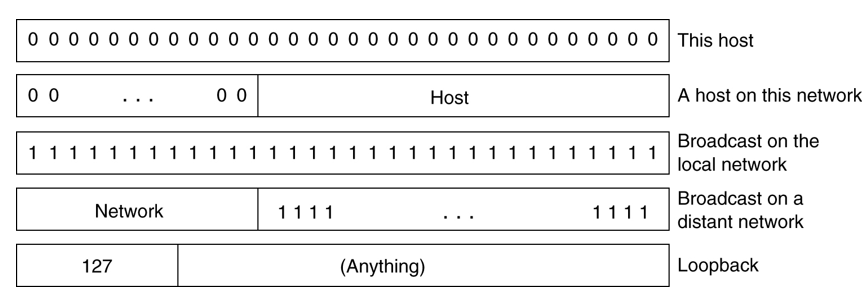 0 0 0 0 0 0 0 0 0 0 0 0 0 0 0 0 0 0 0 0 0 0 0 0 0 0 0 0 0 0 0 0 This host
0 0 ... 0 0 Host A host on this network
1 1 1 1 1 1 1 1 1 1 1 1 1 1 1 1 1 1 1 1 1 1 1 1 1 1 1 1 1 1 1 1 Broadcast on the
local network
Network 1 1 1 1 ... 1 1 1 1 Broadcast on a
distant network
127 (Anything) Loopback